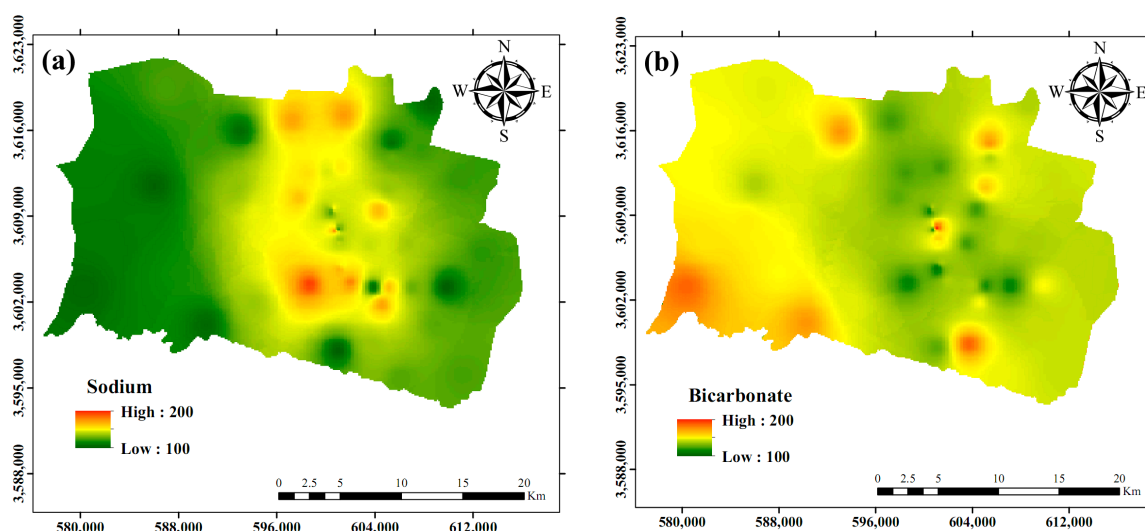 (a)
N
W E
S
3,623,000
3,616,000
3,609,000
3,602,000
3,595,000
3,588,000
Sodium
High : 200
Low : 100
0 2.5 5 10 15 20
Km
580,000 588,000 596,000 604,000 612,000
(b)
N
W E
S
3,623,000
3,616,000
3,609,000
3,602,000
3,595,000
3,588,000
Bicarbonate
High : 200
Low : 100
0 2.5 5 10 15 20
Km
580,000 588,000 596,000 604,000 612,000